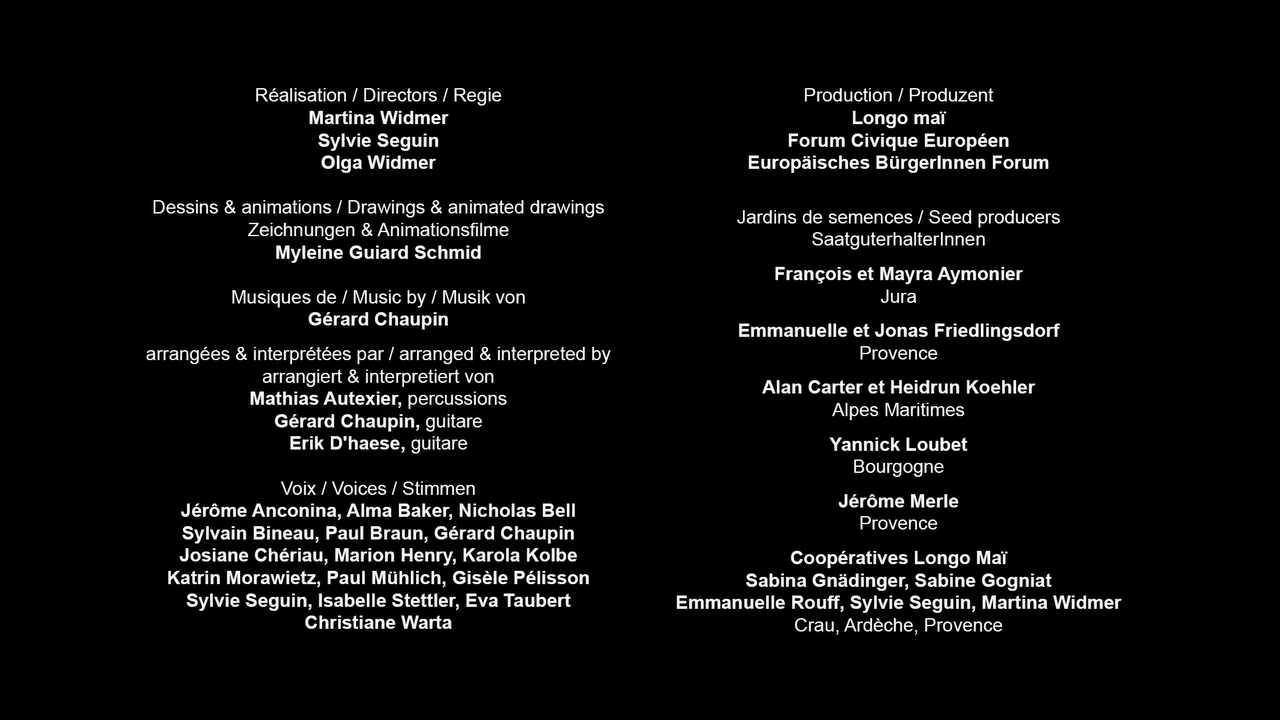 Réalisation / Directors / Regie
Martina Widmer
Sylvie Seguin
Olga Widmer
Dessins & animations / Drawings & animated drawings
Zeichnungen & Animationsfilme
Myleine Guiard Schmid
Musiques de / Music by / Musik von
Gérard Chaupin
arrangées & interprétées par / arranged & interpreted by
arrangiert & interpretiert von
Mathias Autexier, percussions
Gérard Chaupin, guitare
Erik D'haese, guitare
Voix / Voices / Stimmen
Jérôme Anconina, Alma Baker, Nicholas Bell
Sylvain Bineau, Paul Braun, Gérard Chaupin
Josiane Chériau, Marion Henry, Karola Kolbe
Katrin Morawietz, Paul Mühlich, Gisèle Pélisson
Sylvie Seguin, Isabelle Stettler, Eva Taubert
Christiane Warta
Production / Produzent
Longo maï
Forum Civique Européen
Europäisches BürgerInnen Forum
Jardins de semences / Seed producers
SaatguterhalterInnen
François et Mayra Aymonier
Jura
Emmanuelle et Jonas Friedlingsdorf
Provence
Alan Carter et Heidrun Koehler
Alpes Maritimes
Yannick Loubet
Bourgogne
Jérôme Merle
Provence
Coopératives Longo Maï
Sabina Gnädinger, Sabine Gogniat
Emmanuelle Rouff, Sylvie Seguin, Martina Widmer
Crau, Ardèche, Provence